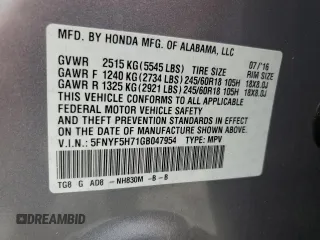 MFD. BY HONDA MFG. OF ALABAMA, LLC
07/16
GVWR 2515 KG(5545 LBS) TIRE SIZE RIM SIZE
GAWR F 1240 KG(2734 LBS)245/60R18 105H 18X8.0J
GAWR R 1325 KG(2921 LBS)245/60R18 105H 18X8.0J
THIS VEHICLE CONFORMS TO ALL APPLICABLE
FEDERAL MOTOR VEHICLE SAFETY AND
THEFT PREVENTION STANDARDS IN EFFECT
ON THE DATE OF MANUFACTURE SHOWN ABOVE.
V.I.N.: 5FNYF5H71GB047954 TYPE: MPV
TG8 G AD8 - NH830M -B - B
DREAMBID